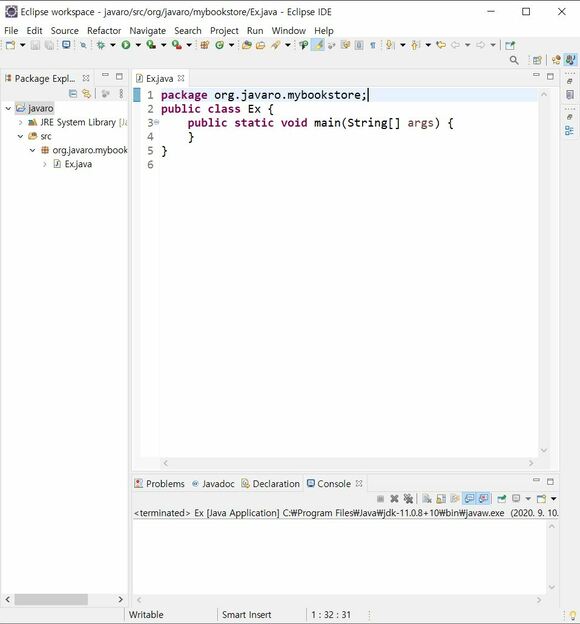 Eclipse workspace - javaro/src/org/javaro/mybookstore/Ex.java - Eclipse IDE
File Edit Source Refactor Navigate Search Project Run Window Help
Package Expl...
javaro
JRE System Library [Ja
src
org.javaro.mybook
Ex.java
Ex.java
1 package org.javaro.mybookstore;
2 public class Ex {
3 public static void main(String[] args) {
4 }
5 }
6
Problems @ Javadoc Declaration Console
<terminated> Ex [Java Application] C:₩Program Files₩Java₩jdk-11.0.8+10₩bin₩javaw.exe (2020. 9. 10.
Writable Smart Insert 1 : 32 : 31